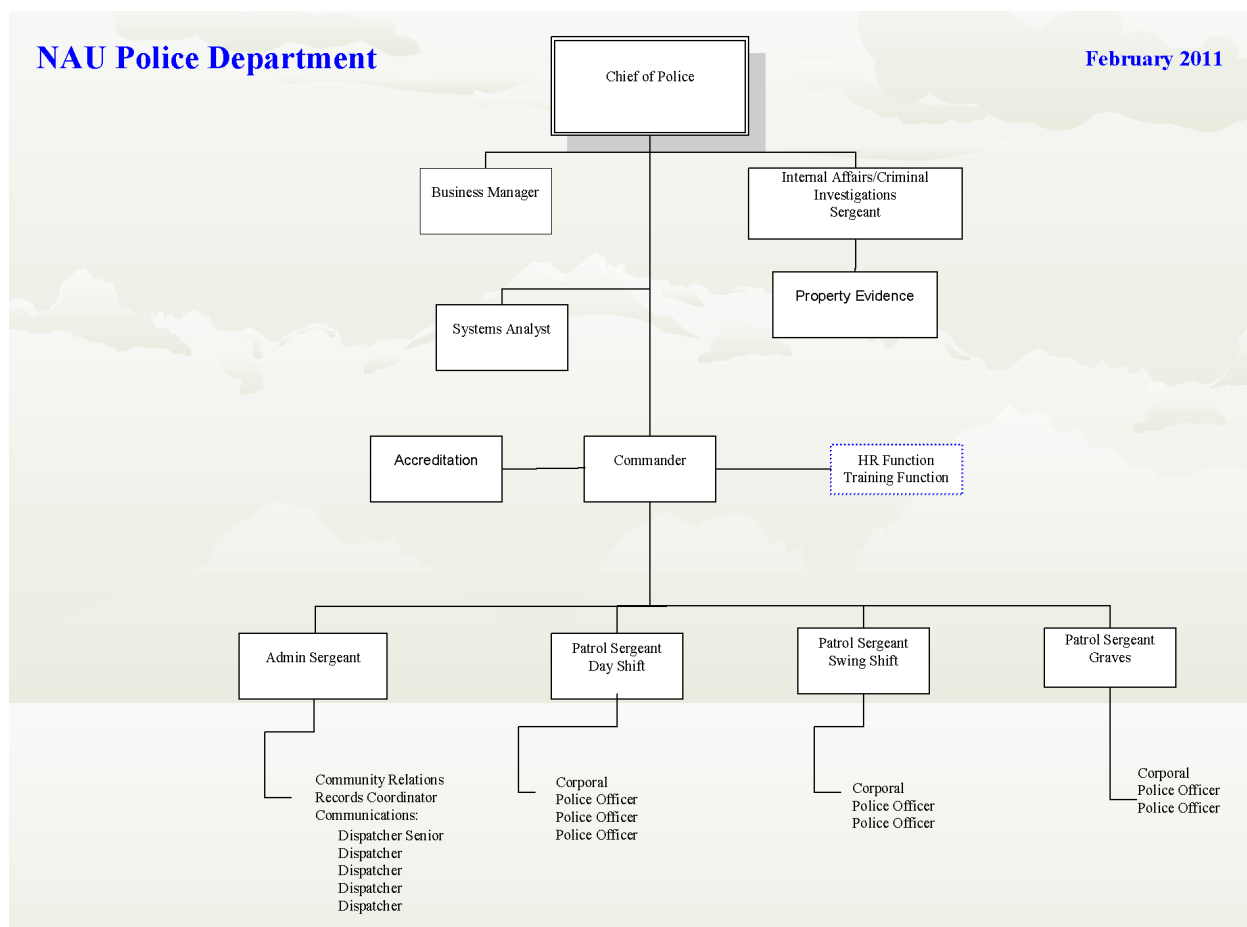 NAU Police Department
February 2011
Chief of Police
Business Manager
Internal Affairs/Criminal
Investigations
Sergeant
Property Evidence
Systems Analyst
Accreditation
Commander
HR Function
Training Function
Admin Sergeant
Patrol Sergeant
Day Shift
Patrol Sergeant
Swing Shift
Patrol Sergeant
Graves
Community Relations
Records Coordinator
Communications:
Dispatcher Senior
Dispatcher
Dispatcher
Dispatcher
Dispatcher
Corporal
Police Officer
Police Officer
Police Officer
Corporal
Police Officer
Police Officer
Corporal
Police Officer
Police Officer